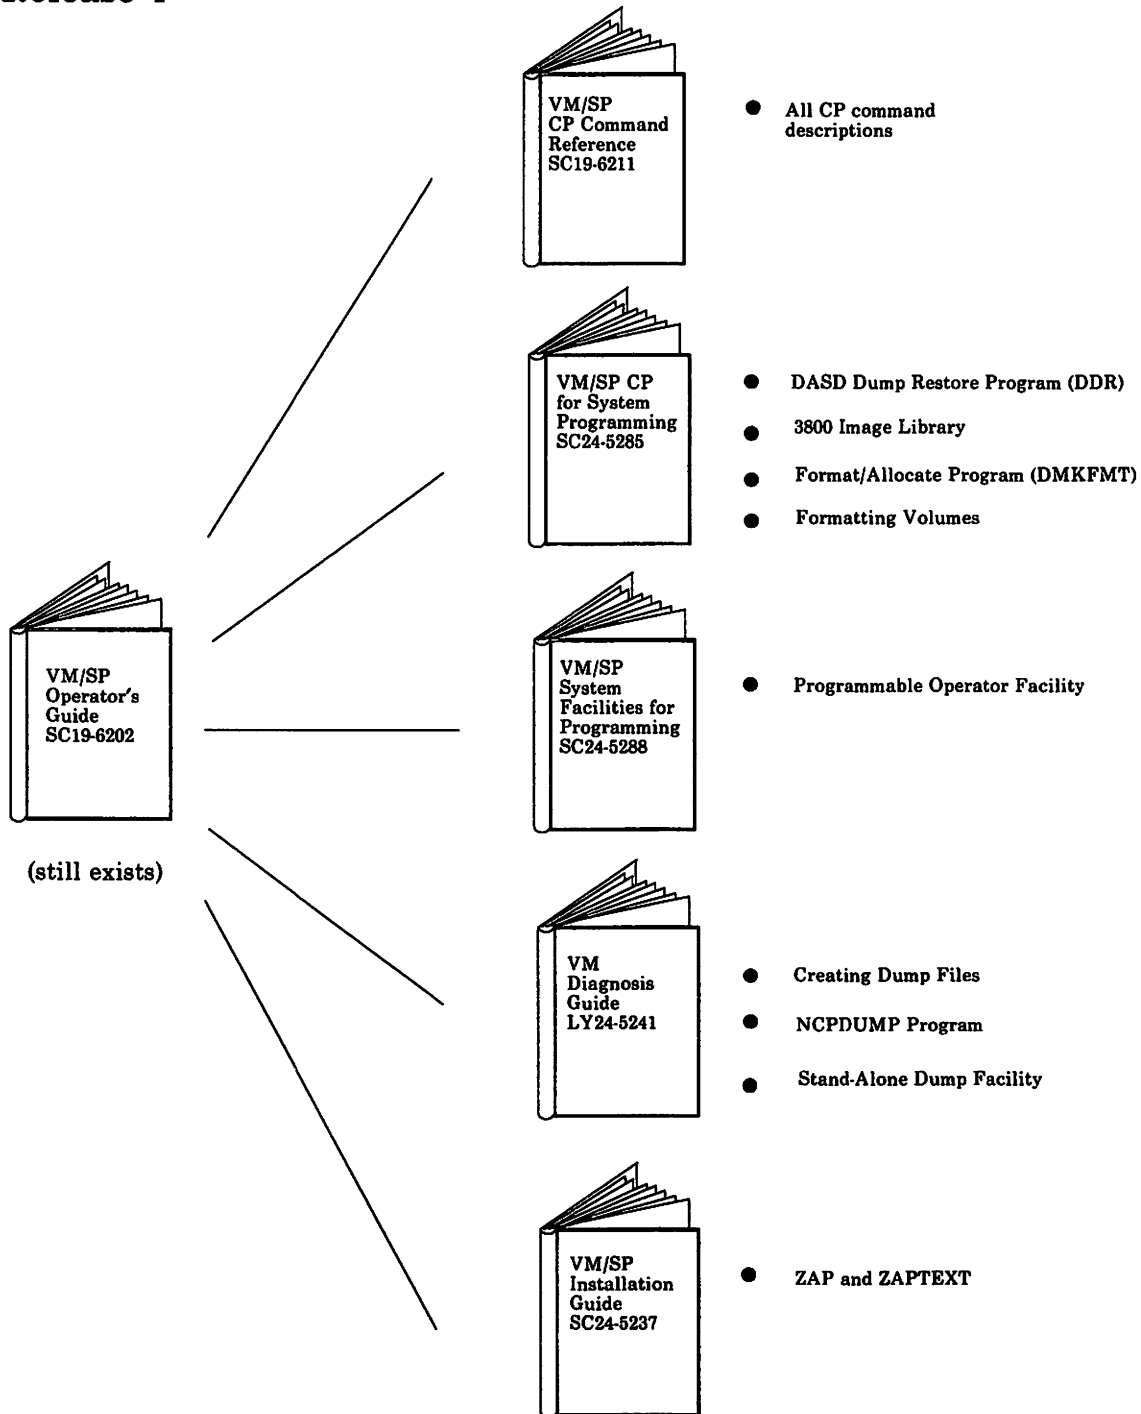 VM/SP
CP Command
Reference
SC19-6211
● All CP command
descriptions
VM/SP CP
for System
Programming
SC24-5285
● DASD Dump Restore Program (DDR)
● 3800 Image Library
● Format/Allocate Program (DMKFMT)
● Formatting Volumes
VM/SP
Operator's
Guide
SC19-6202
(still exists)
VM/SP
System
Facilities for
Programming
SC24-5288
● Programmable Operator Facility
VM
Diagnosis
Guide
LY24-5241
● Creating Dump Files
● NCPDUMP Program
● Stand-Alone Dump Facility
VM/SP
Installation
Guide
SC24-5237
● ZAP and ZAPTEXT